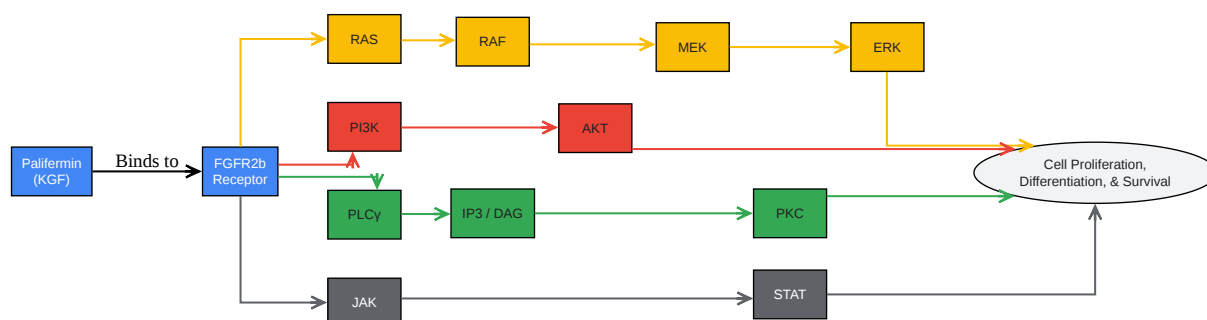 RAS
RAF
MEK
ERK
PI3K
AKT
Palifermin
(KGF)
Binds to
FGFR2b
Receptor
Cell Proliferation,
Differentiation, & Survival
PLCγ
IP3 / DAG
PKC
JAK
STAT